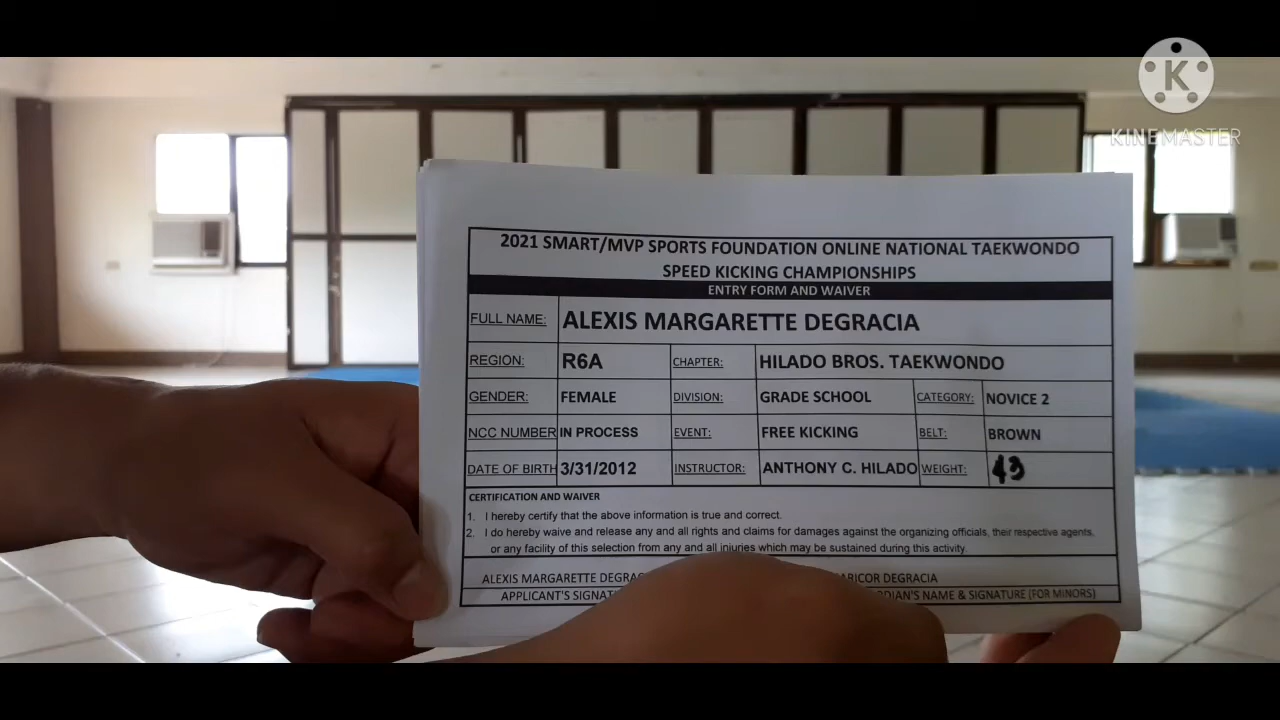 K
KINEMASTER
2021 SMART/MVP SPORTS FOUNDATION ONLINE NATIONAL TAEKWONDO
SPEED KICKING CHAMPIONSHIPS
ENTRY FORM AND WAIVER
FULL NAME: ALEXIS MARGARETTE DEGRACIA
REGION: R6A CHAPTER: HILADO BROS. TAEKWONDO
GENDER: FEMALE DIVISION: GRADE SCHOOL CATEGORY: NOVICE 2
NCC NUMBER IN PROCESS EVENT: FREE KICKING BELT: BROWN
DATE OF BIRTH 3/31/2012 INSTRUCTOR: ANTHONY C. HILADO WEIGHT: 43
CERTIFICATION AND WAIVER
1. I hereby certify that the above information is true and correct.
2. I do hereby waive and release any and all rights and claims for damages against the organizing officials, their respective agents,
or any facility of this selection from any and all injuries which may be sustained during this activity.
ALEXIS MARGARETTE DEGRAC ARICOR DEGRACIA
APPLICANT'S SIGNAT DIAN'S NAME & SIGNATURE (FOR MINORS)